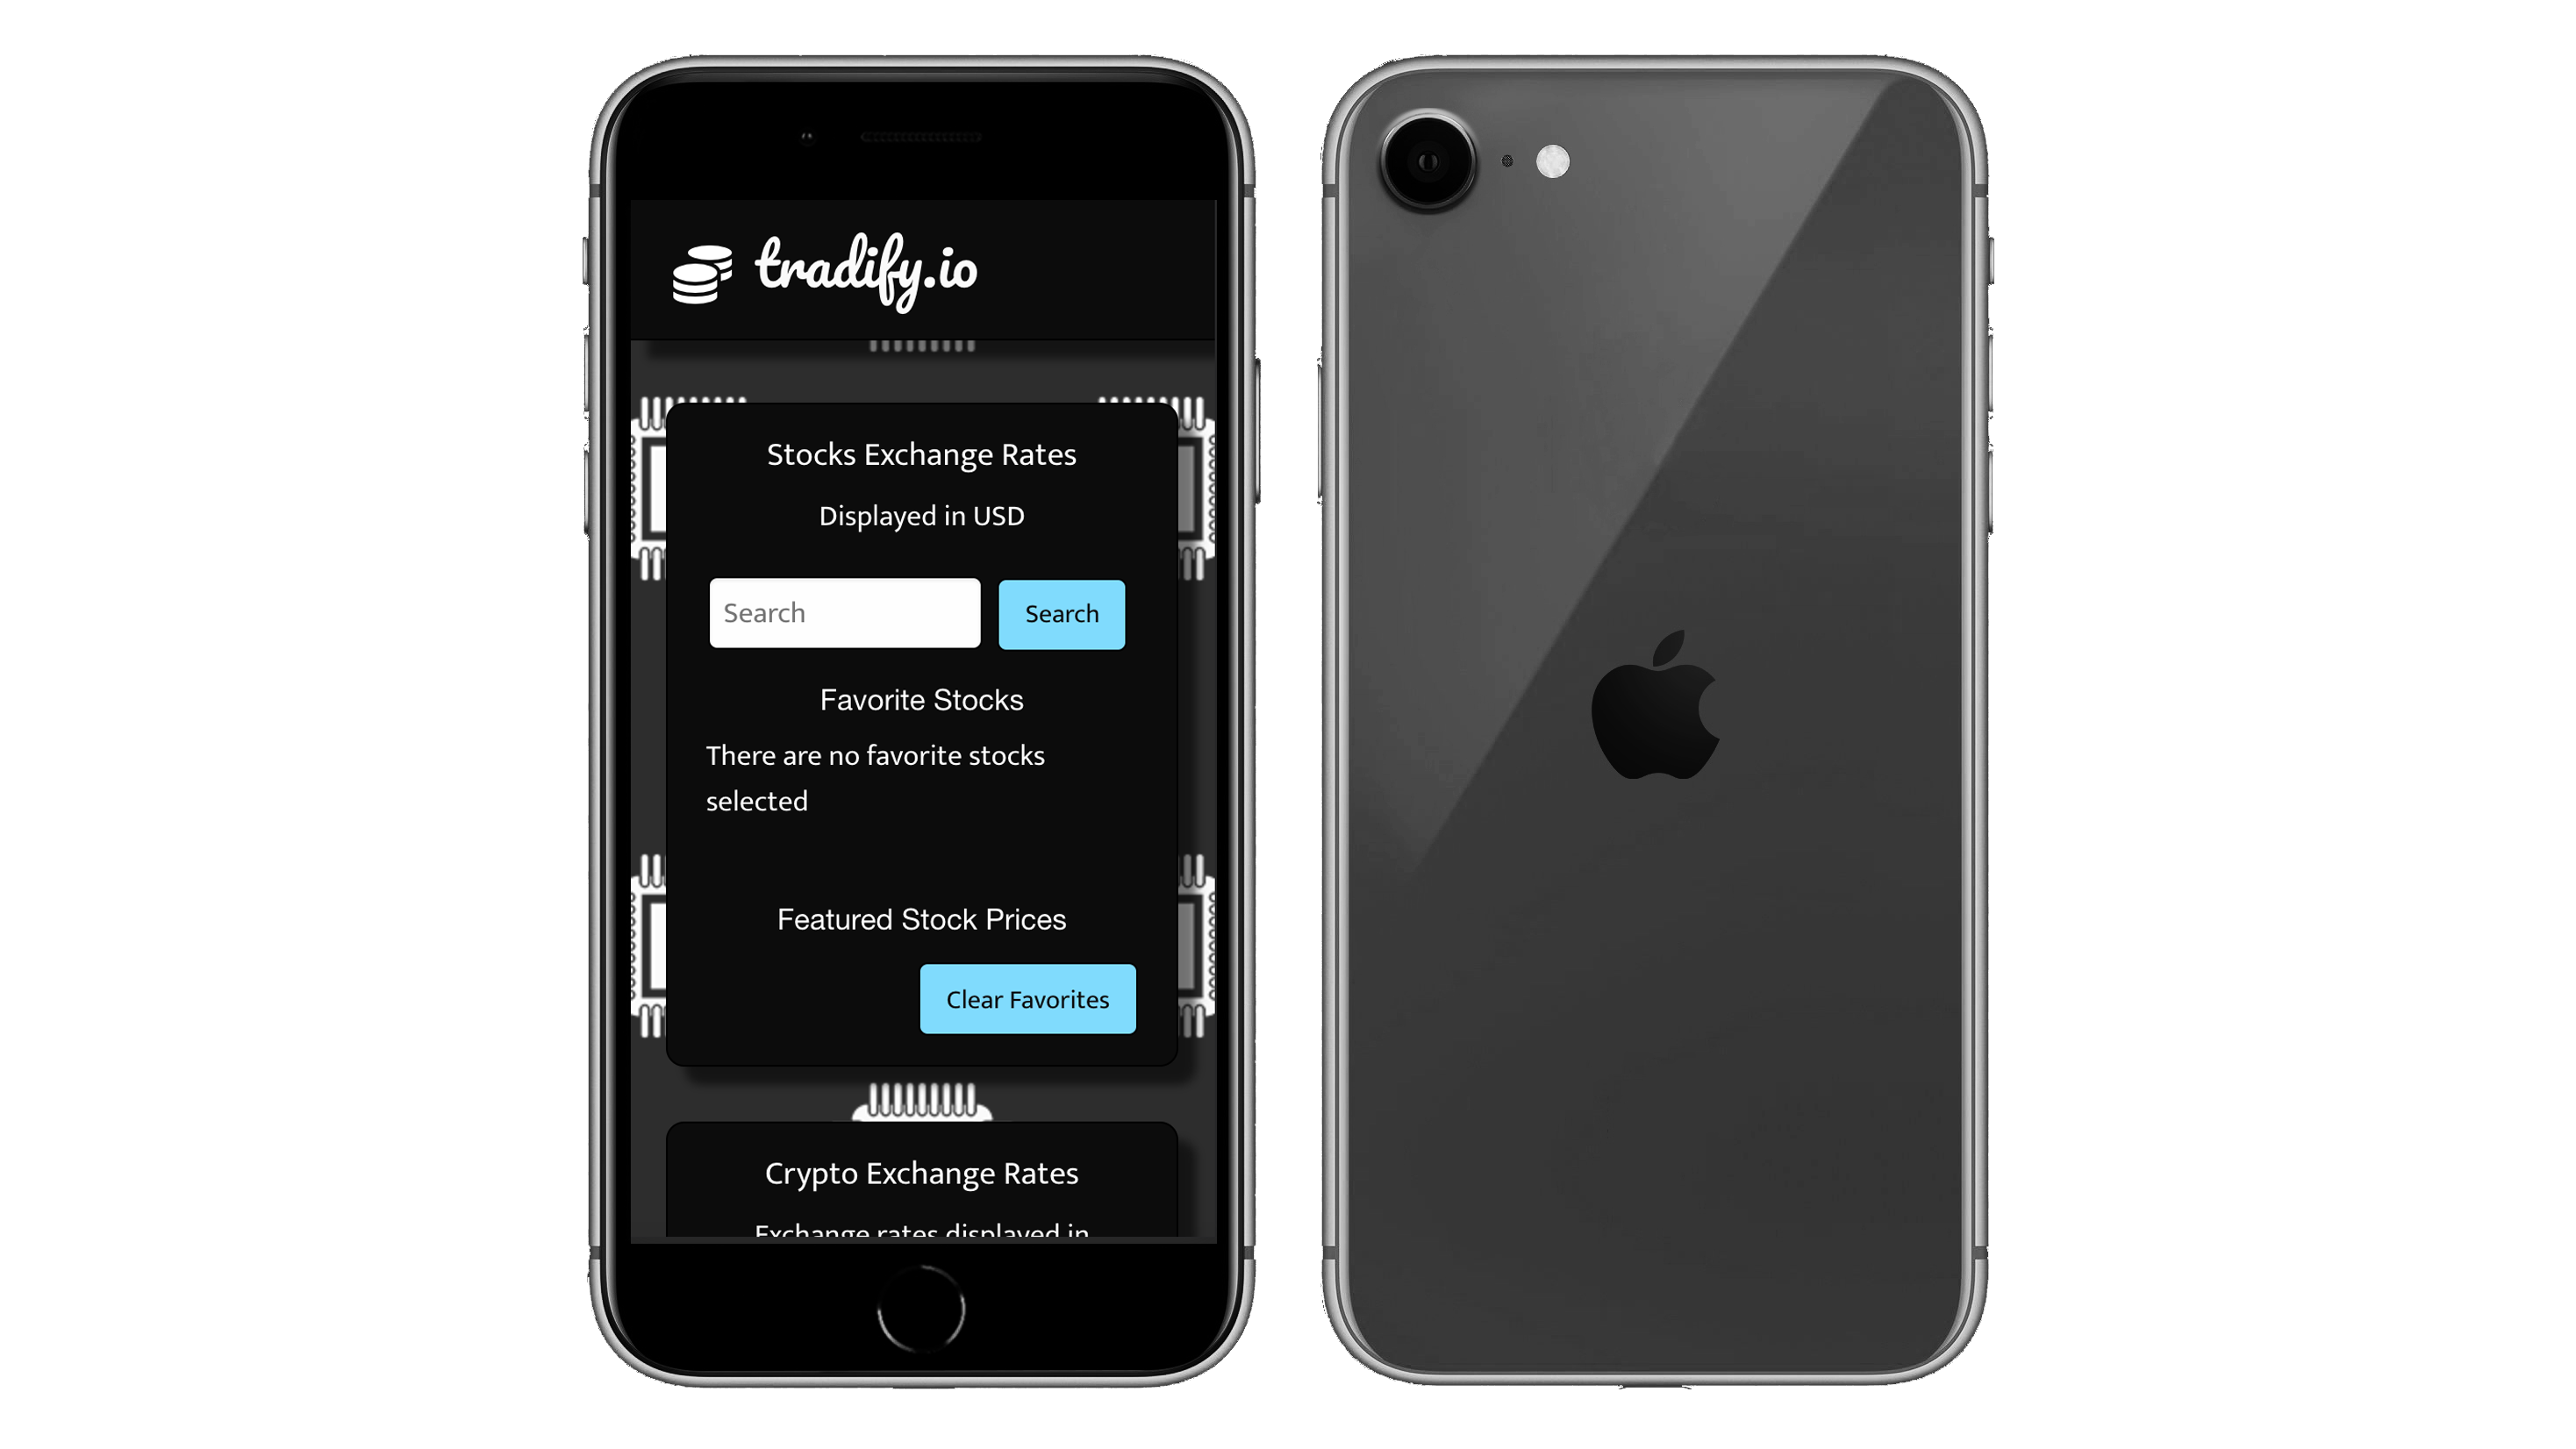 tradify.io
Stocks Exchange Rates
Displayed in USD
Search Search
Favorite Stocks
There are no favorite stocks
selected
Featured Stock Prices
Clear Favorites
Crypto Exchange Rates
Exchange rates displayed in